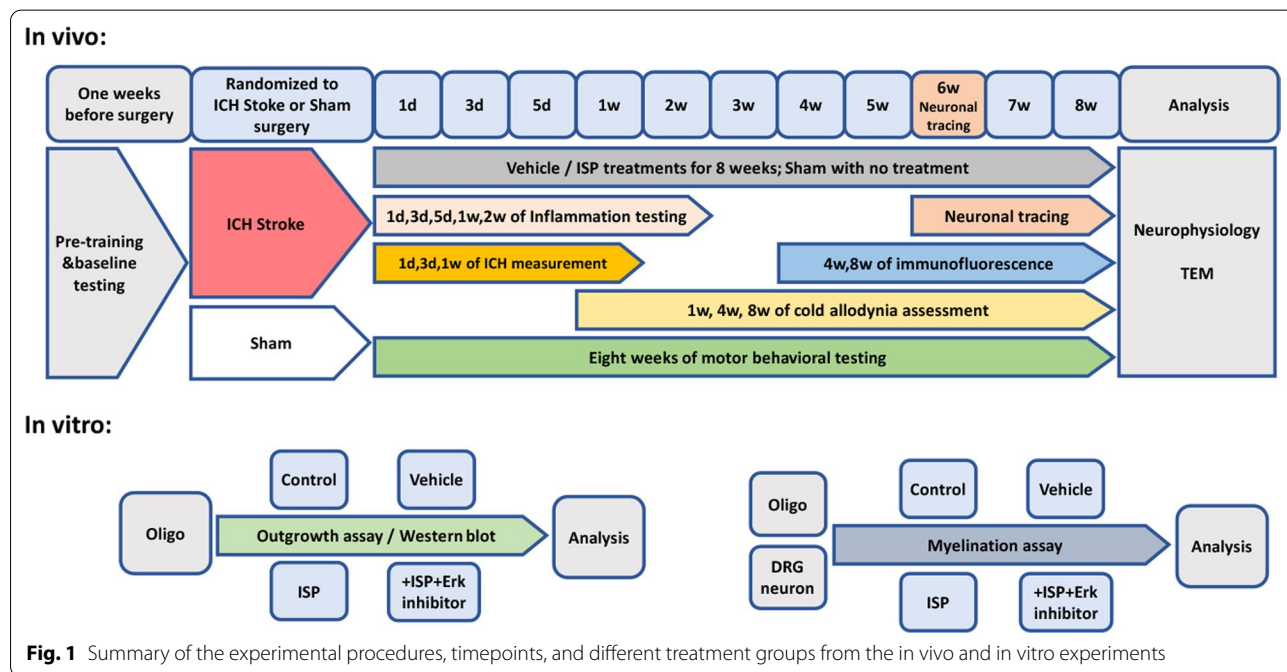 In vivo:
One weeks
before surgery
Randomized to
ICH Stoke or Sham
surgery
1d
3d
5d
1w
2w
3w
4w
5w
6w
Neuronal
tracing
7w
8w
Analysis
Pre-training
&baseline
testing
ICH Stroke
Sham
Vehicle / ISP treatments for 8 weeks; Sham with no treatment
1d,3d,5d,1w,2w of Inflammation testing
Neuronal tracing
1d,3d,1w of ICH measurement
4w,8w of immunofluorescence
1w, 4w, 8w of cold allodynia assessment
Eight weeks of motor behavioral testing
Neurophysiology
TEM
In vitro:
Oligo
Control
Vehicle
Outgrowth assay / Western blot
ISP
+ISP+Erk
inhibitor
Analysis
Oligo
DRG
neuron
Control
Vehicle
Myelination assay
ISP
+ISP+Erk
inhibitor
Analysis
Fig. 1 Summary of the experimental procedures, timepoints, and different treatment groups from the in vivo and in vitro experiments